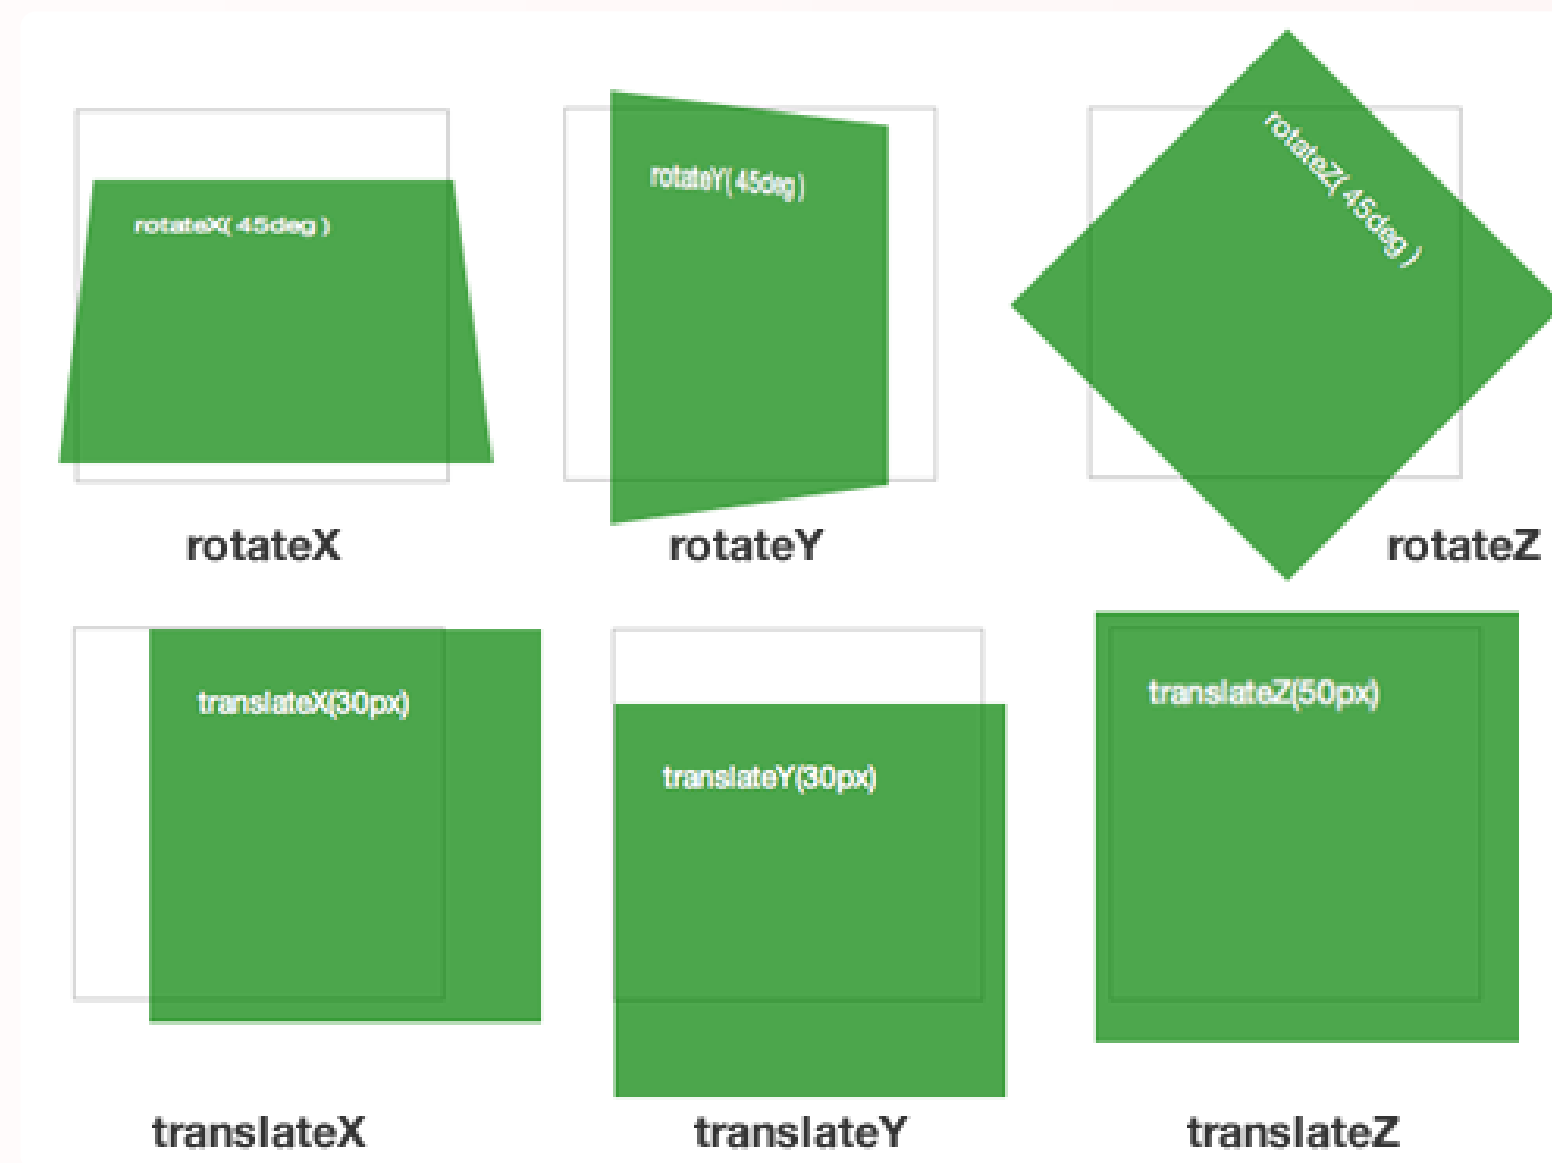 rotateX( 45deg )
rotateY( 45deg )
rotateZ( 45deg )
rotateX
rotateY
rotateZ
translateX(30px)
translateY(30px)
translateZ(50px)
translateX
translateY
translateZ